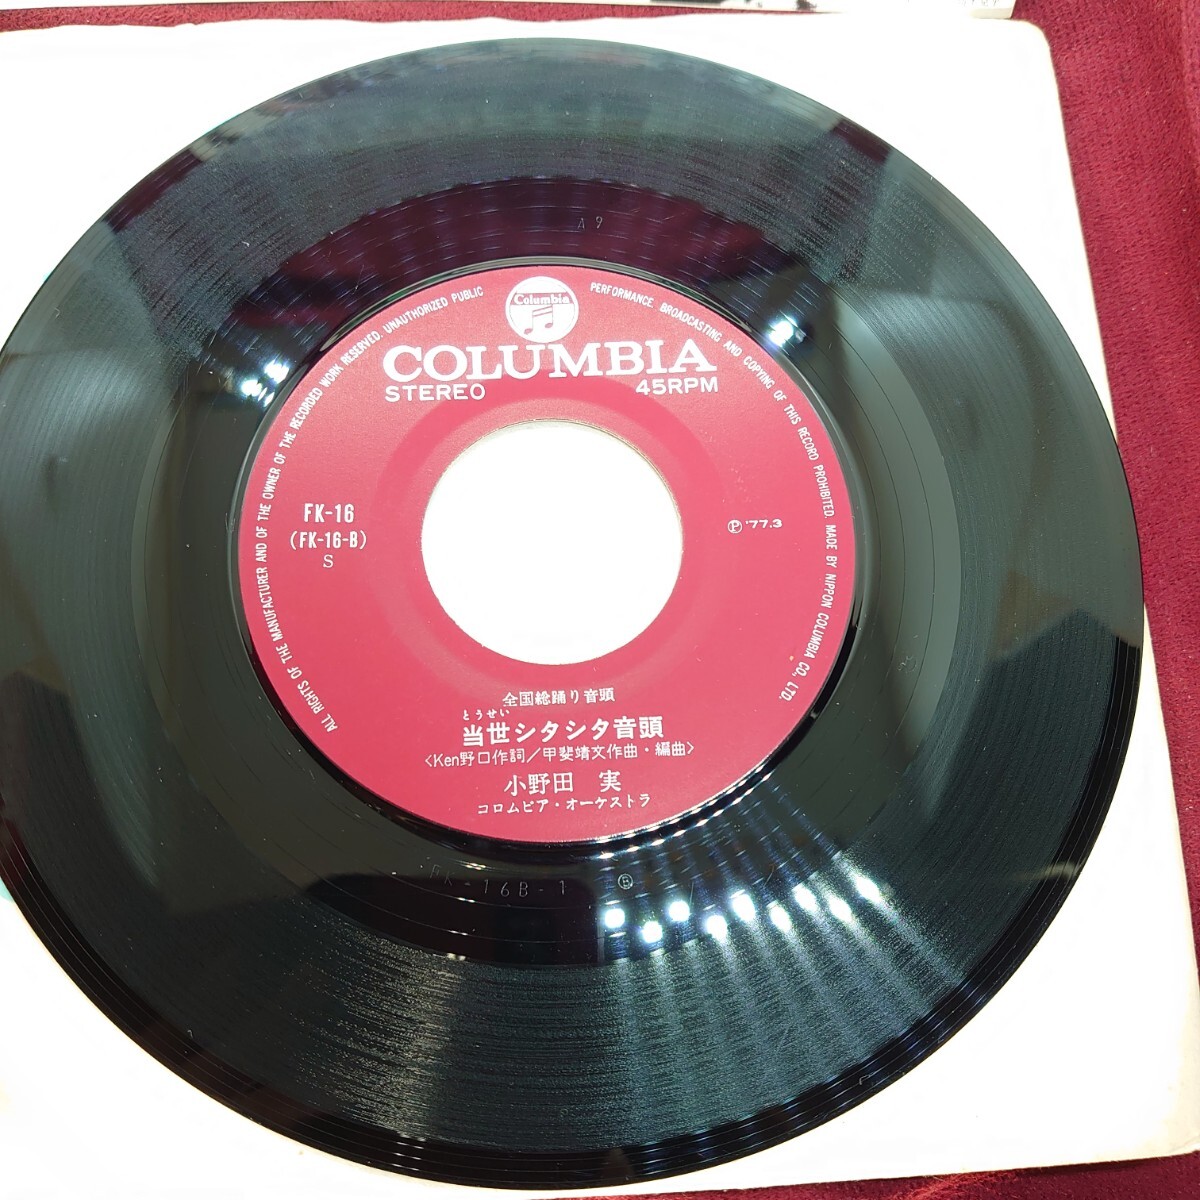 A 9
Columbia
COLUMBIA
STEREO 45RPM
FK-16
(FK-16-B)
S
Ⓟ '77.3
全国総踊り音頭
とうせい
当世シタシタ音頭
<Ken野口作詞/甲斐靖文作曲・編曲>
小野田 実
コロムビア・オーケストラ
ALL RIGHTS OF THE MANUFACTURER AND OF THE OWNER OF THE RECORDED WORK RESERVED. UNAUTHORIZED PUBLIC PERFORMANCE. BROADCASTING AND COPYING OF THIS RECORD PROHIBITED. MADE BY NIPPON COLUMBIA CO., LTD.
FK-16B-1